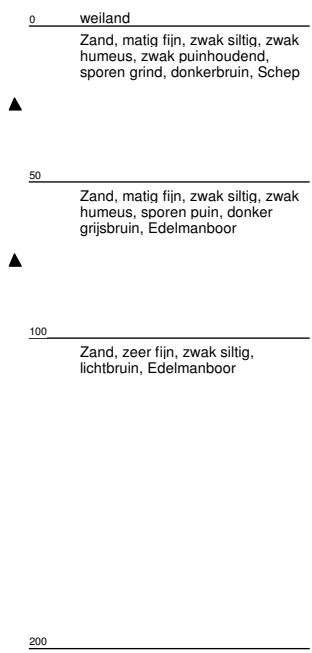 0 weiland
Zand, matig fijn, zwak siltig, zwak
humeus, zwak puinhoudend,
sporen grind, donkerbruin, Schep
50
Zand, matig fijn, zwak siltig, zwak
humeus, sporen puin, donker
grijsbruin, Edelmanboor
100
Zand, zeer fijn, zwak siltig,
lichtbruin, Edelmanboor
200